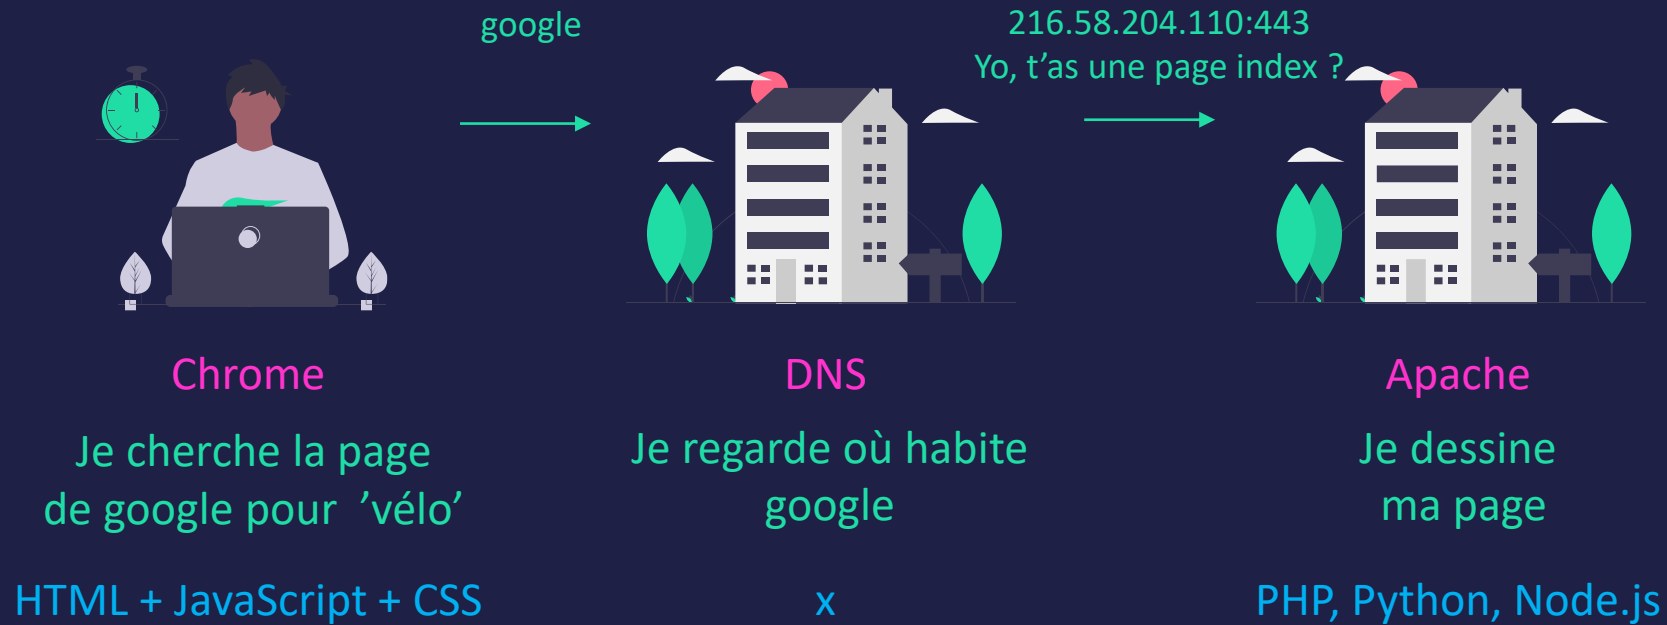 google
216.58.204.110:443
Yo, t'as une page index ?
Chrome
DNS
Apache
Je cherche la page
de google pour ’vélo’
Je regarde où habite
google
Je dessine
ma page
HTML + JavaScript + CSS
x
PHP, Python, Node.js